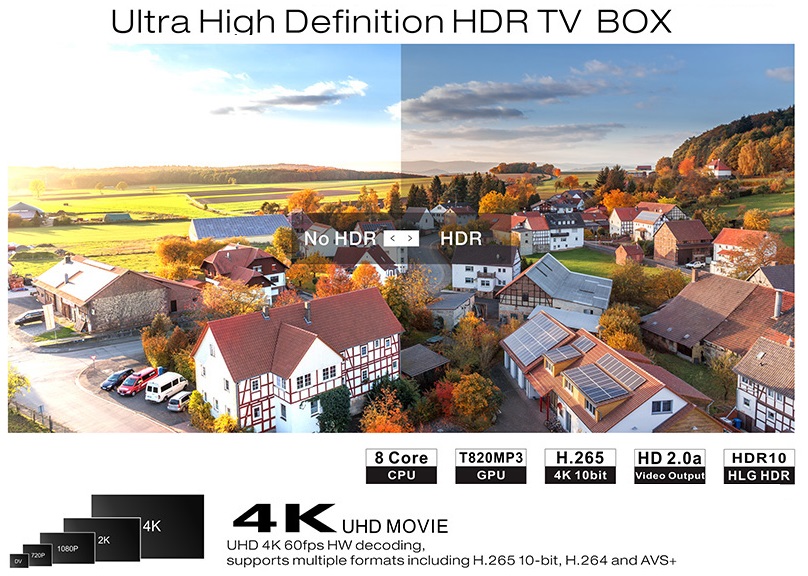 Ultra High Definition HDR TV BOX
No HDR < > HDR
8 Core
CPU
T820MP3
GPU
H.265
4K 10bit
HD 2.0a
Video Output
HDR10
HLG HDR
DV
720P
1080P
2K
4K
4K UHD MOVIE
UHD 4K 60fps HW decoding,
supports multiple formats including H.265 10-bit, H.264 and AVS+